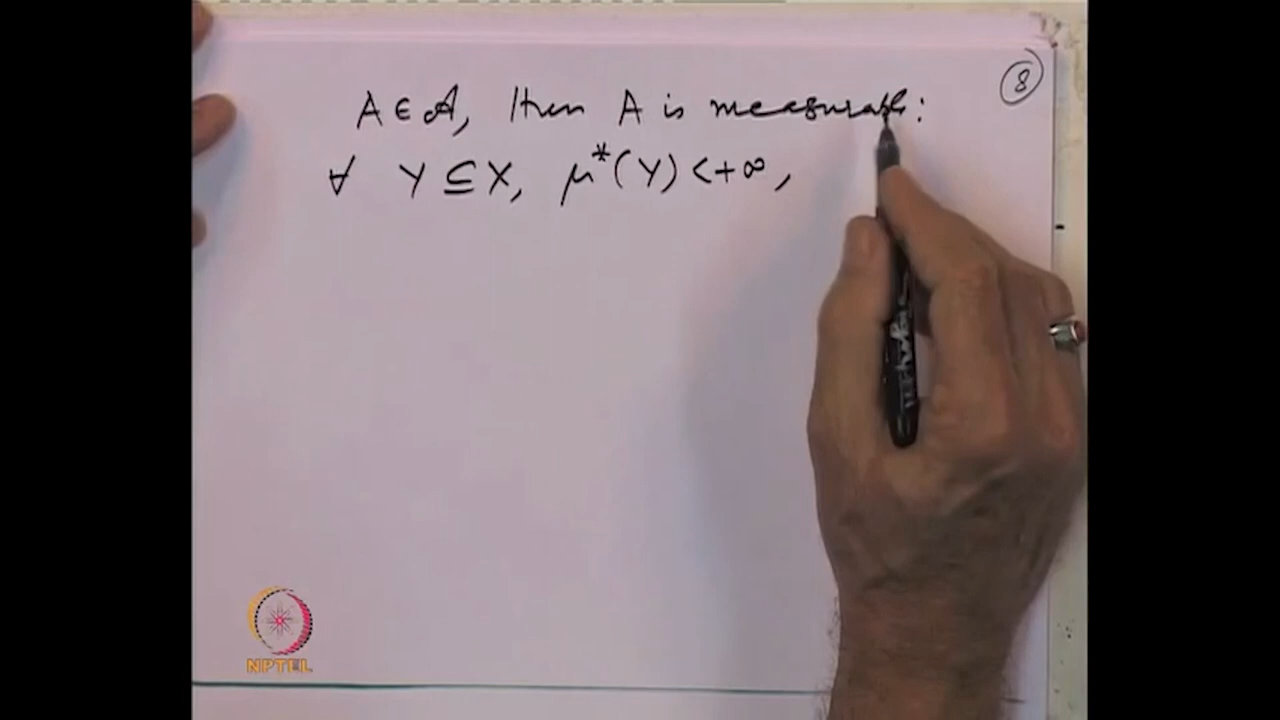 8
A ∈ 𝒜, then A is measurable:
∀ Y ⊆ X, μ*(Y) < +∞,
NPTEL